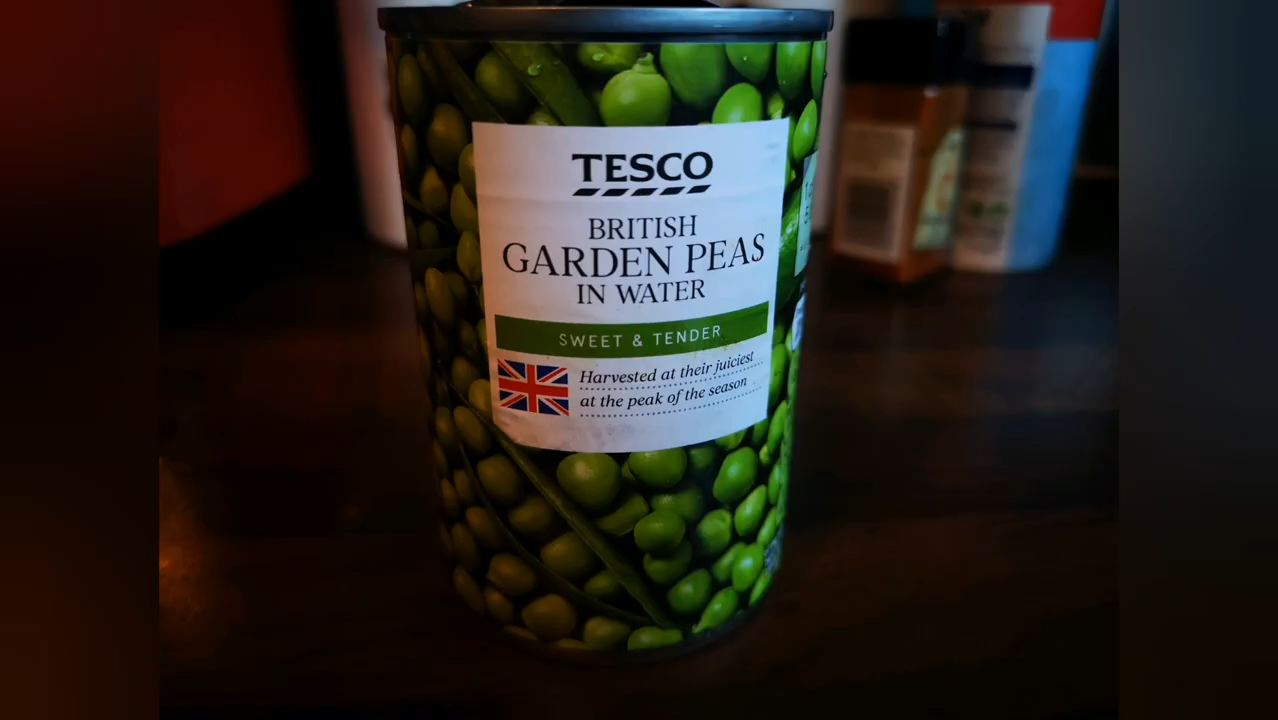 TESCO
BRITISH
GARDEN PEAS
IN WATER
SWEET & TENDER
Harvested at their juiciest
at the peak of the season